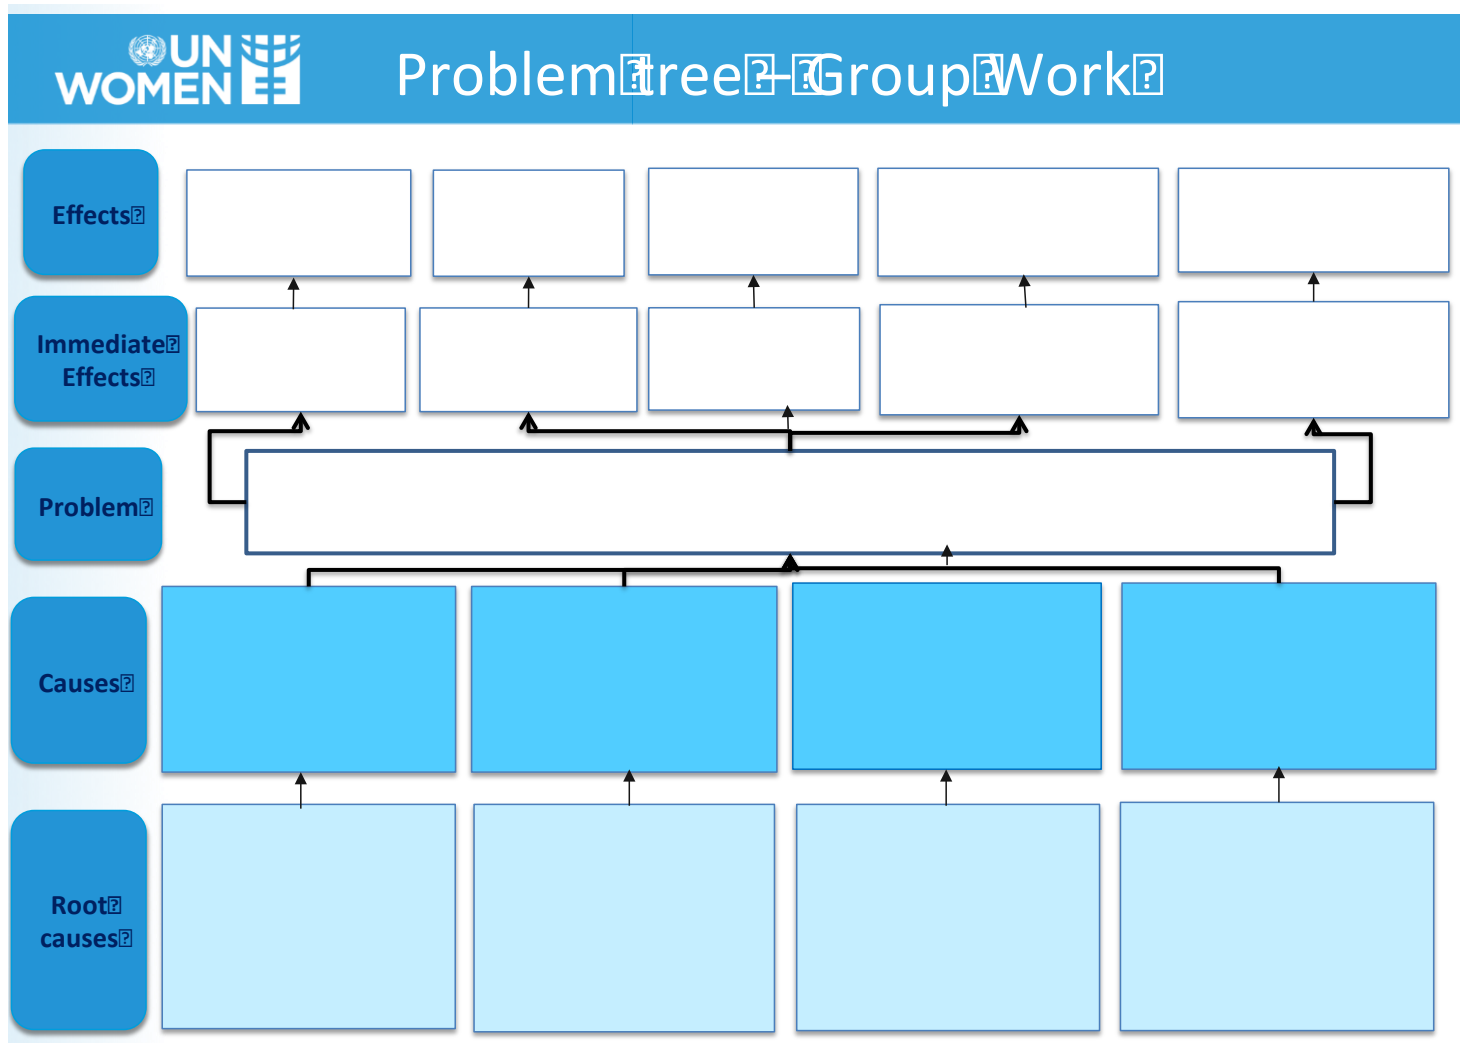 UN
WOMEN
Problem tree – Group Work
Effects
Immediate
Effects
Problem
Causes
Root
causes